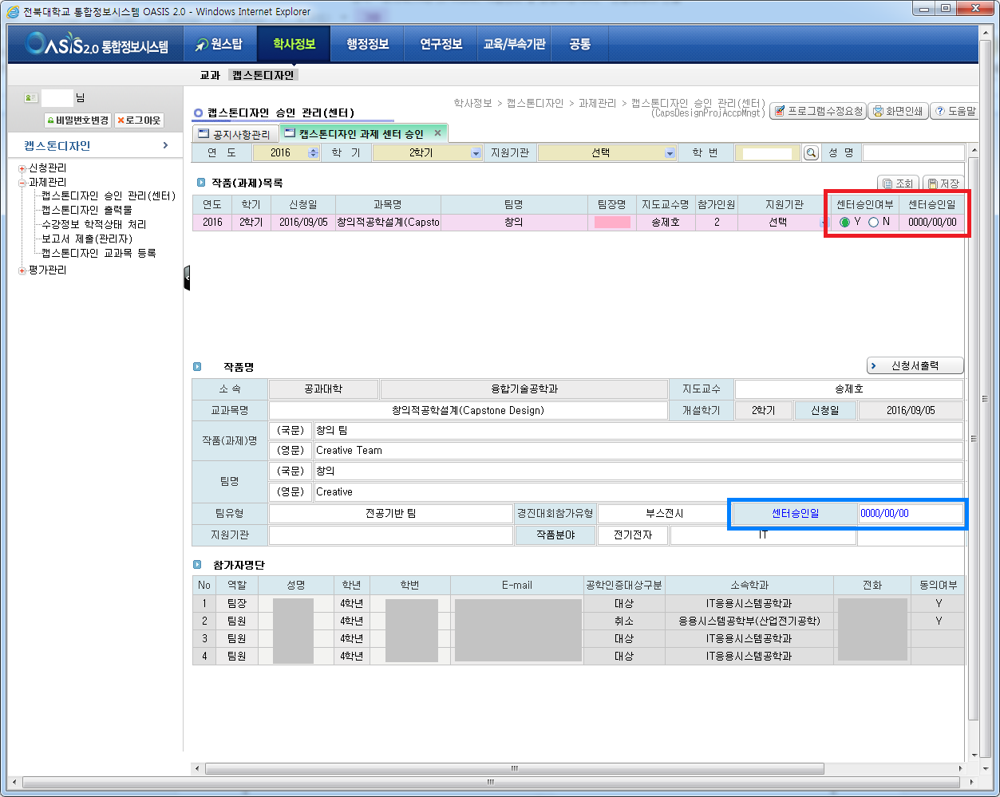 전북대학교 통합정보시스템 OASIS 2.0 - Windows Internet Explorer
OASIS 2.0 통합정보시스템 원스탑 학사정보 행정정보 연구정보 교육/부속기관 공통
교과 캡스톤디자인
님
비밀번호변경 로그아웃
캡스톤디자인
신청관리
과제관리
캡스톤디자인 승인 관리(센터)
캡스톤디자인 출력물
수강정보 학적상태 처리
보고서 제출(관리자)
캡스톤디자인 교과목 등록
평가관리
캡스톤디자인 승인 관리(센터)
학사정보 > 캡스톤디자인 > 과제관리 > 캡스톤디자인 승인 관리(센터)
(CapsDesignProjAccpMngt)
프로그램수정요청 화면인쇄 도움말
공지사항관리 캡스톤디자인 과제 센터 승인
연 도 2016 학 기 2학기 지원기관 선택 학 번 성 명
작품(과제)목록 조회 저장
연도 학기 신청일 과목명 팀명 팀장명 지도교수명 참가인원 지원기관 센터승인여부 센터승인일
2016 2학기 2016/09/05 창의적공학설계(Capsto 창의 송제호 2 선택 Y N 0000/00/00
작품명 신청서출력
소 속 공과대학 융합기술공학과 지도교수 송제호
교과목명 창의적공학설계(Capstone Design) 개설학기 2학기 신청일 2016/09/05
작품(과제)명 (국문) 창의 팀
(영문) Creative Team
팀명 (국문) 창의
(영문) Creative
팀유형 전공기반 팀 경진대회참가유형 부스전시 센터승인일 0000/00/00
지원기관 작품분야 전기전자 IT
참가자명단
No 역할 성명 학년 학번 E-mail 공학인증대상구분 소속학과 전화 동의여부
1 팀장 4학년 대상 IT응용시스템공학과 Y
2 팀원 4학년 취소 응용시스템공학부(산업전기공학) Y
3 팀원 4학년 대상 IT응용시스템공학과
4 팀원 4학년 대상 IT응용시스템공학과